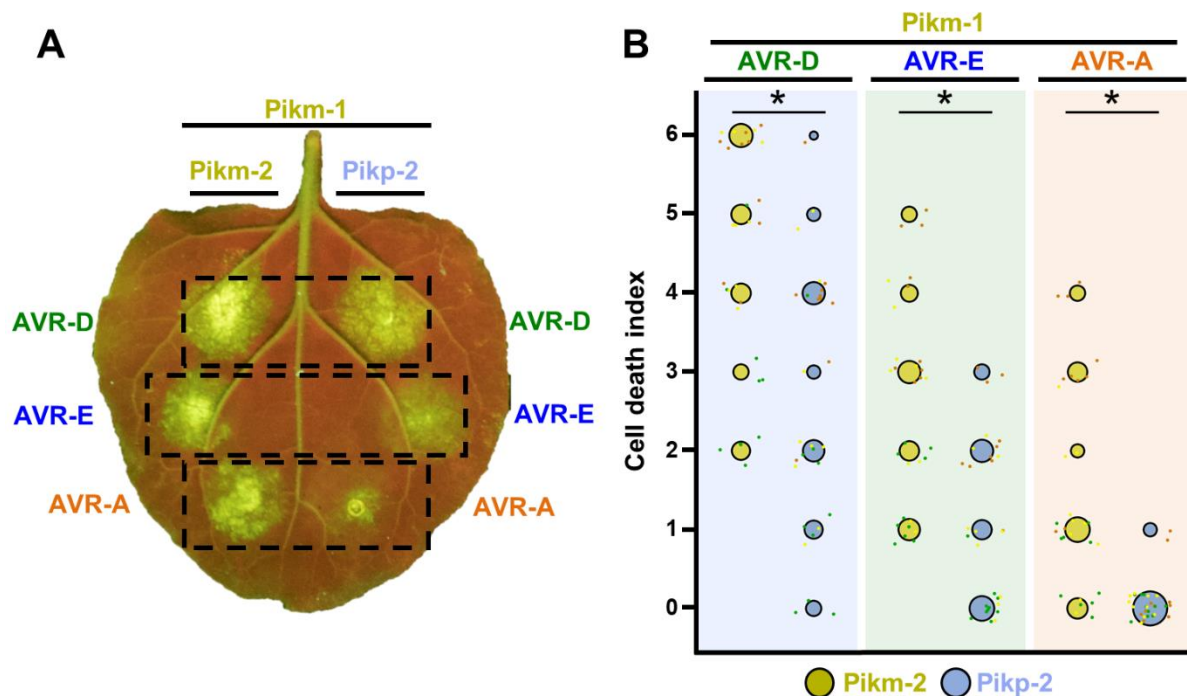 A
Pikm-1
Pikm-2 Pikp-2
AVR-D AVR-D
AVR-E AVR-E
AVR-A AVR-A
B
Pikm-1
AVR-D AVR-E AVR-A
* * *
Cell death index
6
5
4
3
2
1
0
Pikm-2 Pikp-2